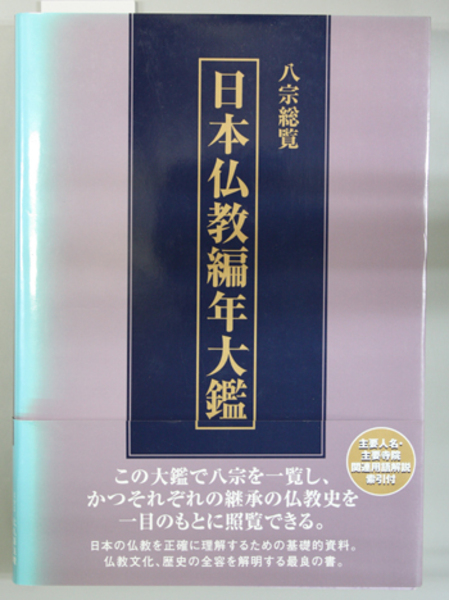 八宗総覧
日本仏教編年大鑑
主要人名・
主要寺院
関連用語解説
索引付
この大鑑で八宗を一覧し、
かつそれぞれの継承の仏教史を
一目のもとに照覧できる。
日本の仏教を正確に理解するための基礎的資料。
仏教文化、歴史の全容を解明する最良の書。